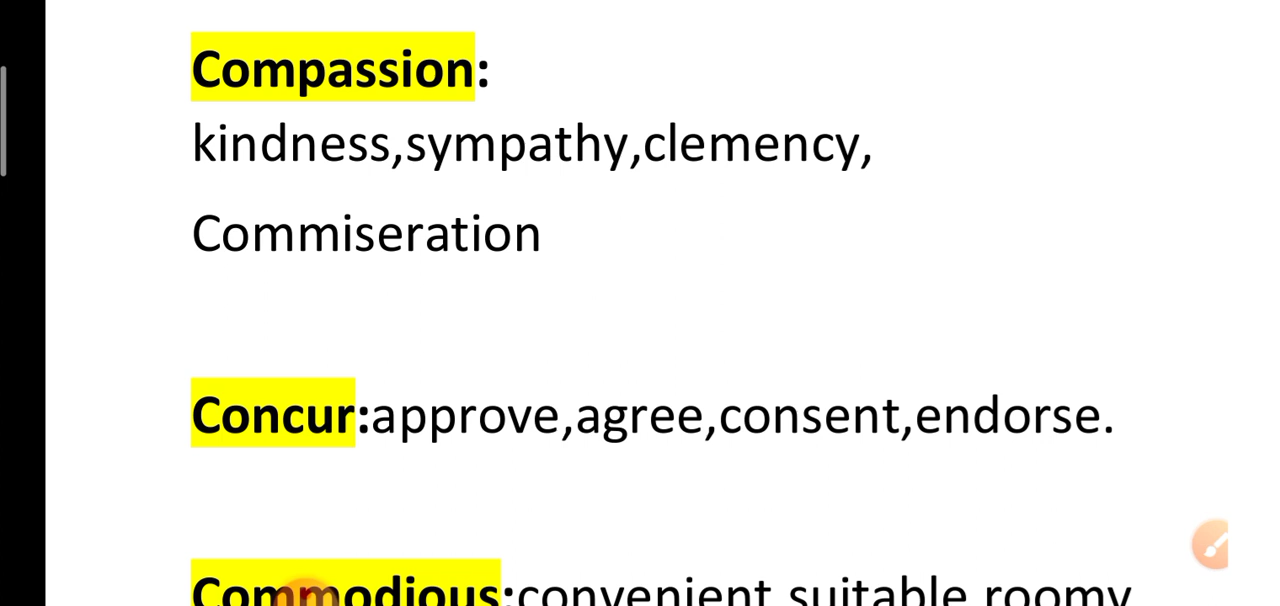 Compassion:
kindness,sympathy,clemency,
Commiseration
Concur:approve,agree,consent,endorse.
Commodious:convenient,suitable,roomy